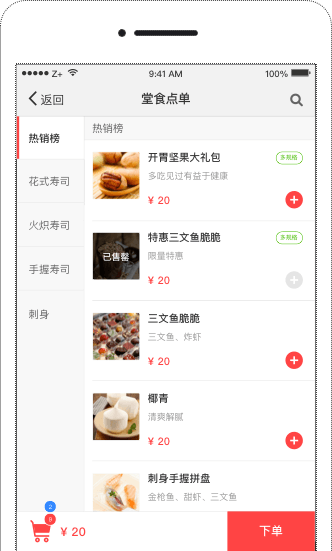 Z+ 9:41 AM 100%
返回 堂食点单
热销榜
花式寿司
火炽寿司
手握寿司
刺身
热销榜
开胃坚果大礼包 多规格
多吃见过有益于健康
¥ 20
已售罄
特惠三文鱼脆脆 多规格
限量特惠
¥ 20
三文鱼脆脆
三文鱼、炸虾
¥ 20
椰青
清爽解腻
¥ 20
刺身手握拼盘
金枪鱼、甜虾、三文鱼
2
¥ 20 下单